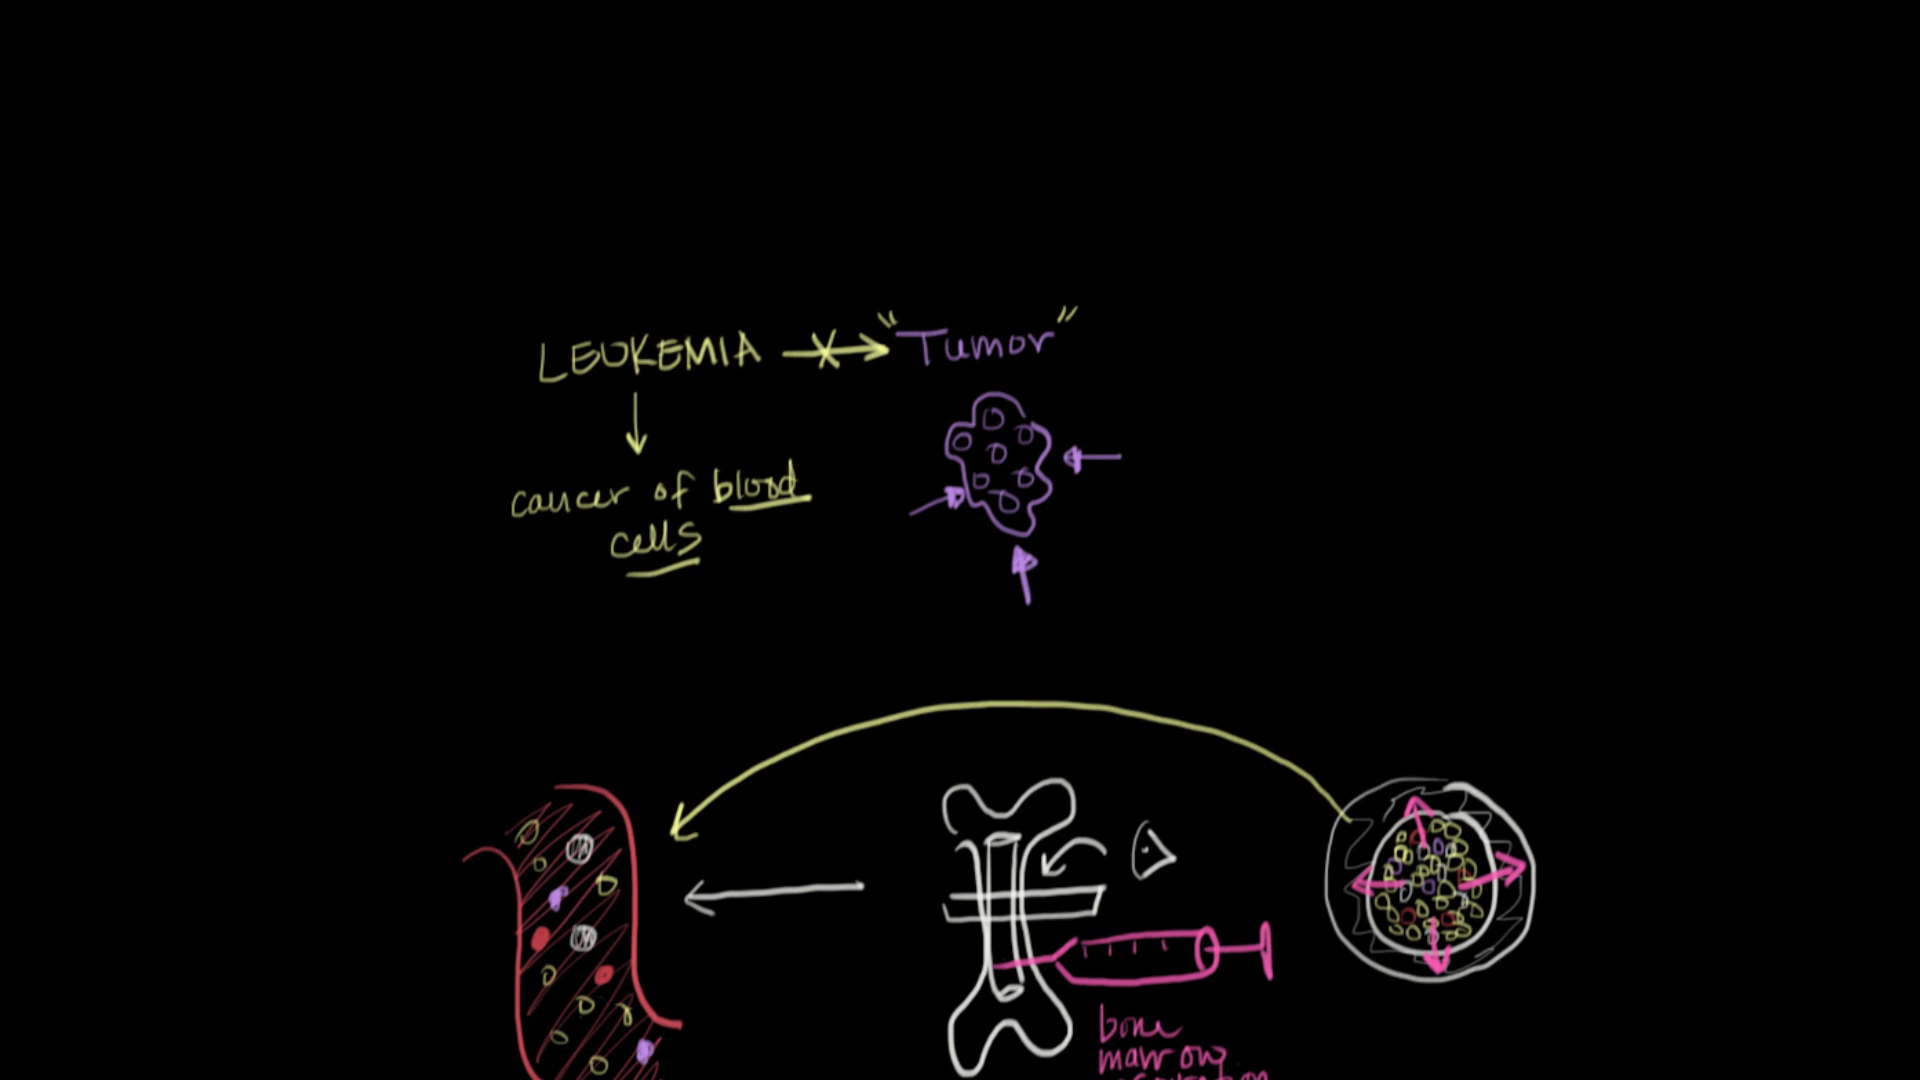 LEUKEMIA "Tumor"
cancer of blood
cells
bone
marrow